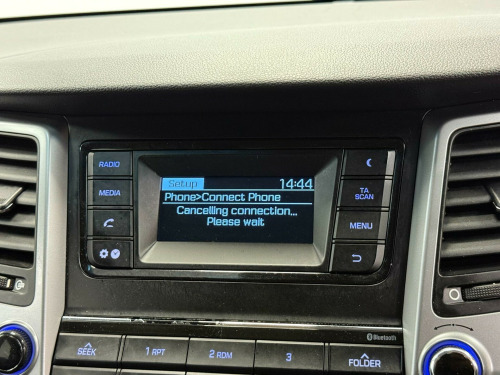 RADIO
MEDIA
Setup 14:44
Phone>Connect Phone
Cancelling connection...
Please wait
TA
SCAN
MENU
Bluetooth
SEEK
1 RPT
2 RDM
3
FOLDER